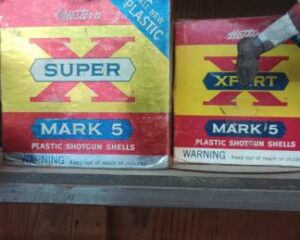 Western
ALL NEW
PLASTIC
X
SUPER
MARK 5
PLASTIC SHOTGUN SHELLS
WARNING Keep out of reach of children
Western
X
XPERT
MARK 5
PLASTIC SHOTGUN SHELLS
WARNING Keep out of reach of children